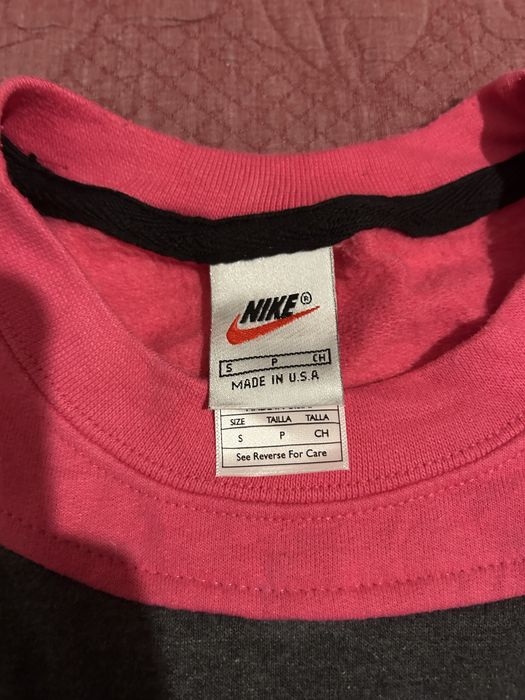 NIKE®
S P CH
MADE IN U.S.A
SIZE TAILLA TALLA
S P CH
See Reverse For Care